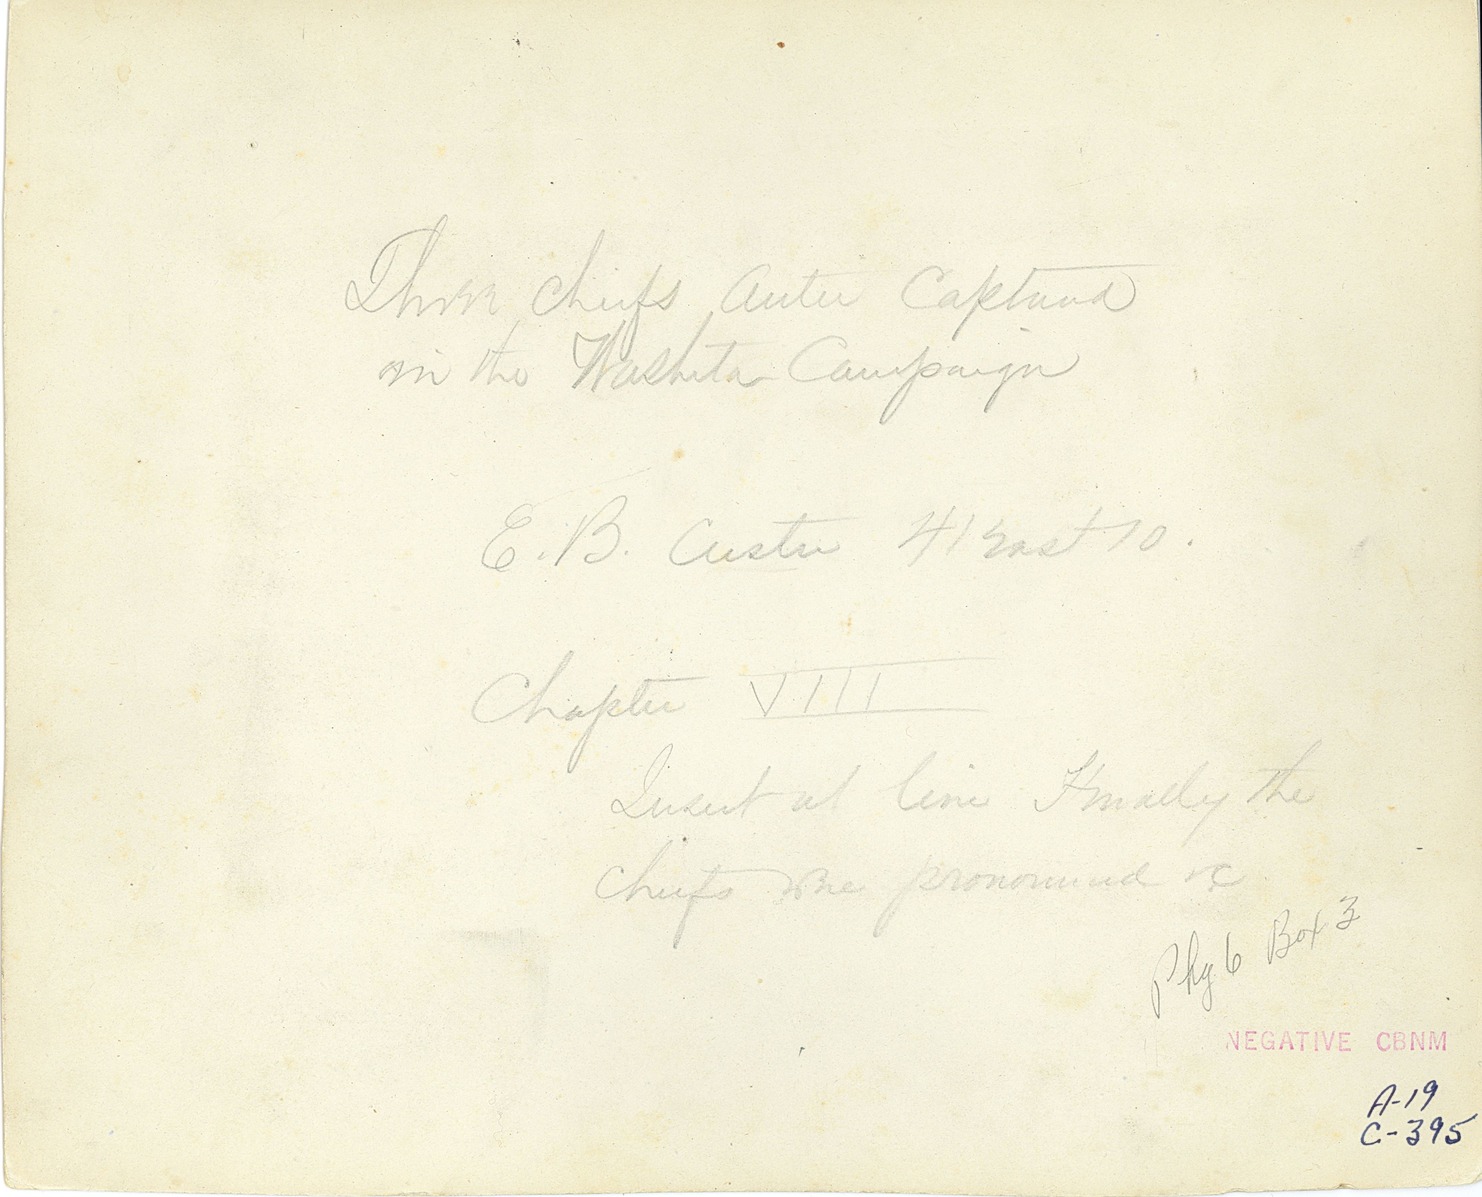 Three chiefs Custer Captured
in the Washita Campaign
E. B. Custer 41 East 10.
Chapter VIII
Insert at line Finally the
chiefs were pronounced &c
Phg 6 Box 3
NEGATIVE CBNM
A-19
C-395